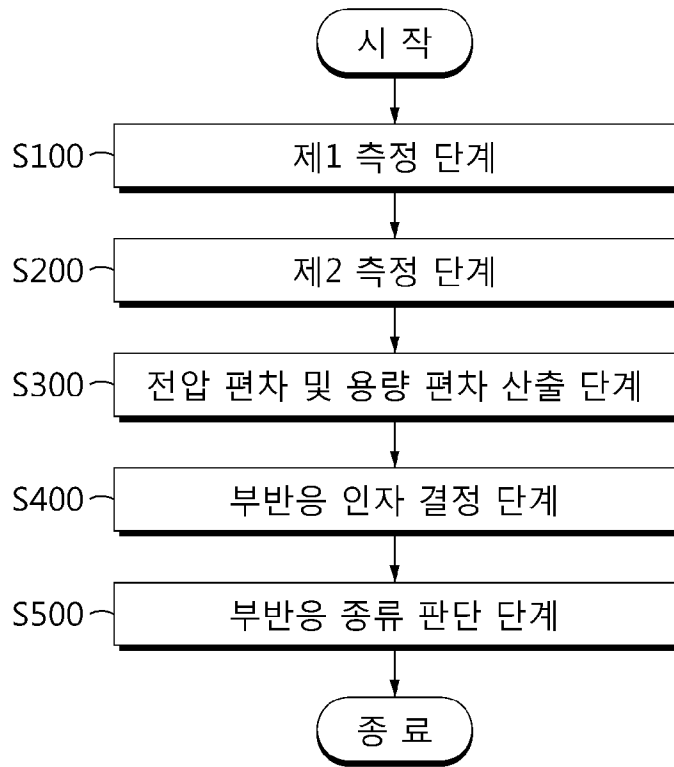 시 작
S100 제1 측정 단계
S200 제2 측정 단계
S300 전압 편차 및 용량 편차 산출 단계
S400 부반응 인자 결정 단계
S500 부반응 종류 판단 단계
종 료